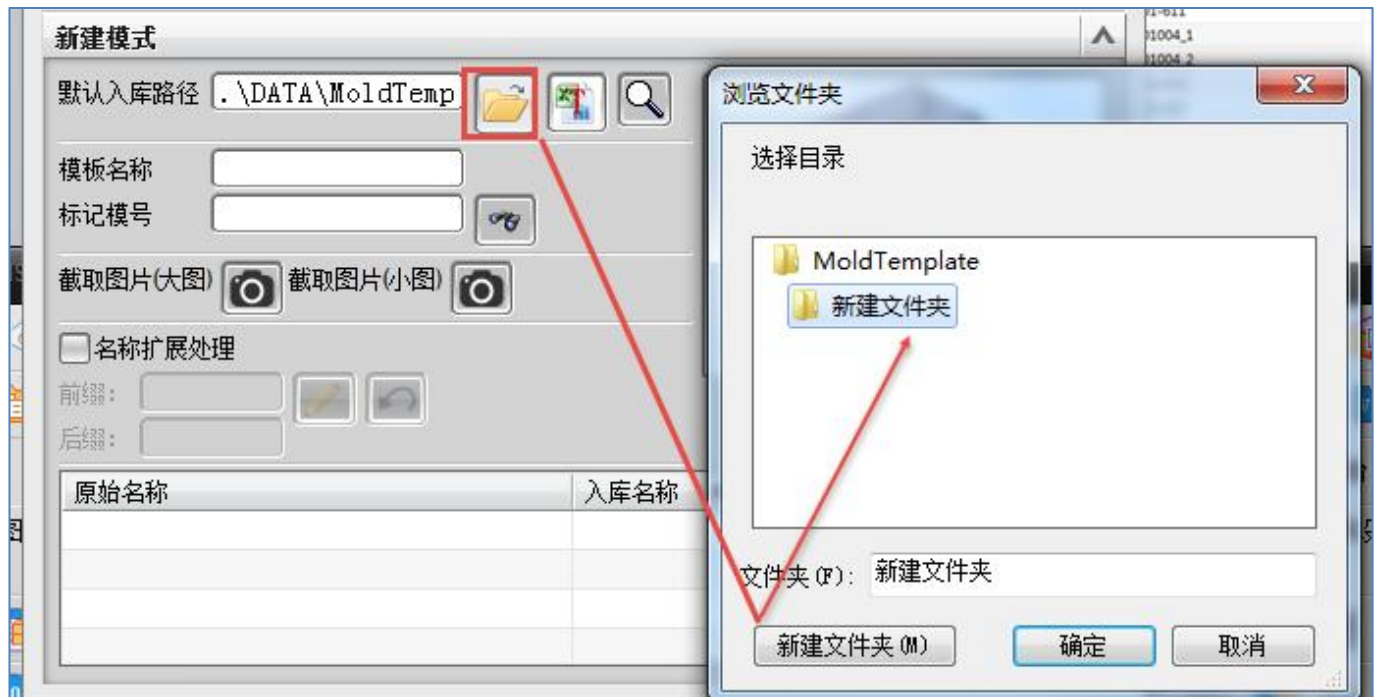 新建模式
01004_1
01004_2
默认入库路径 .\DATA\MoldTemp
模板名称
标记模号
截取图片(大图) 截取图片(小图)
名称扩展处理
前缀:
后缀:
原始名称 入库名称
浏览文件夹
选择目录
MoldTemplate
新建文件夹
文件夹(F): 新建文件夹
新建文件夹(M) 确定 取消